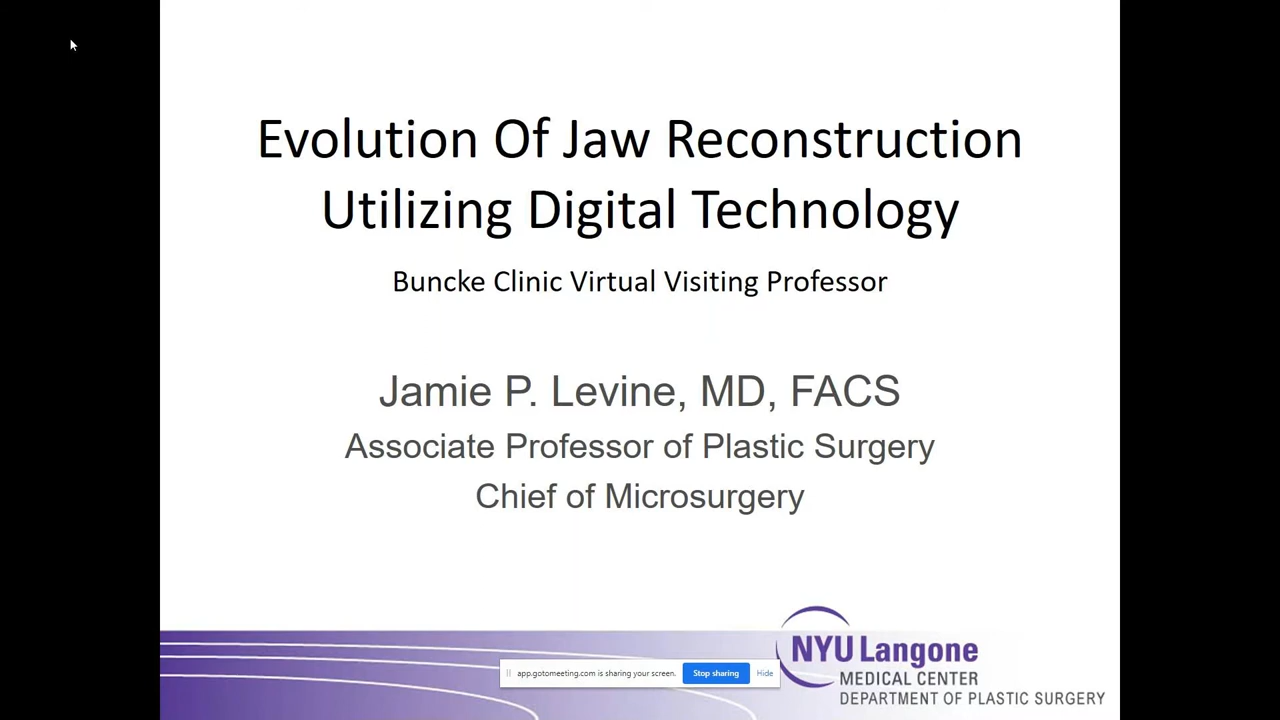 Evolution Of Jaw Reconstruction
Utilizing Digital Technology
Buncke Clinic Virtual Visiting Professor
Jamie P. Levine, MD, FACS
Associate Professor of Plastic Surgery
Chief of Microsurgery
NYU Langone
MEDICAL CENTER
DEPARTMENT OF PLASTIC SURGERY
app.gotomeeting.com is sharing your screen. Stop sharing Hide